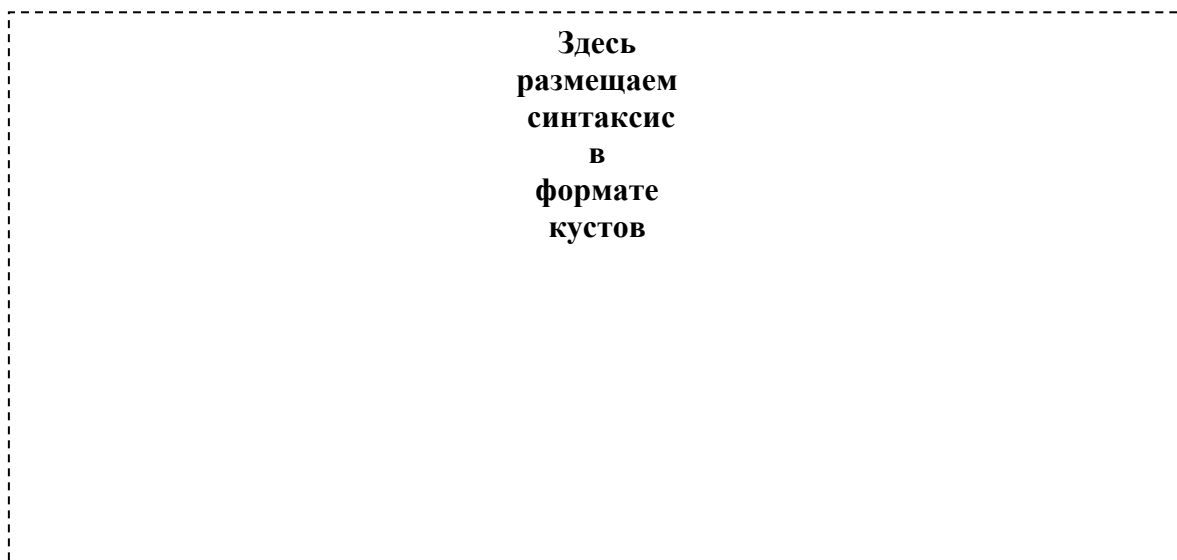 Здесь
размещаем
синтаксис
в
формате
кустов